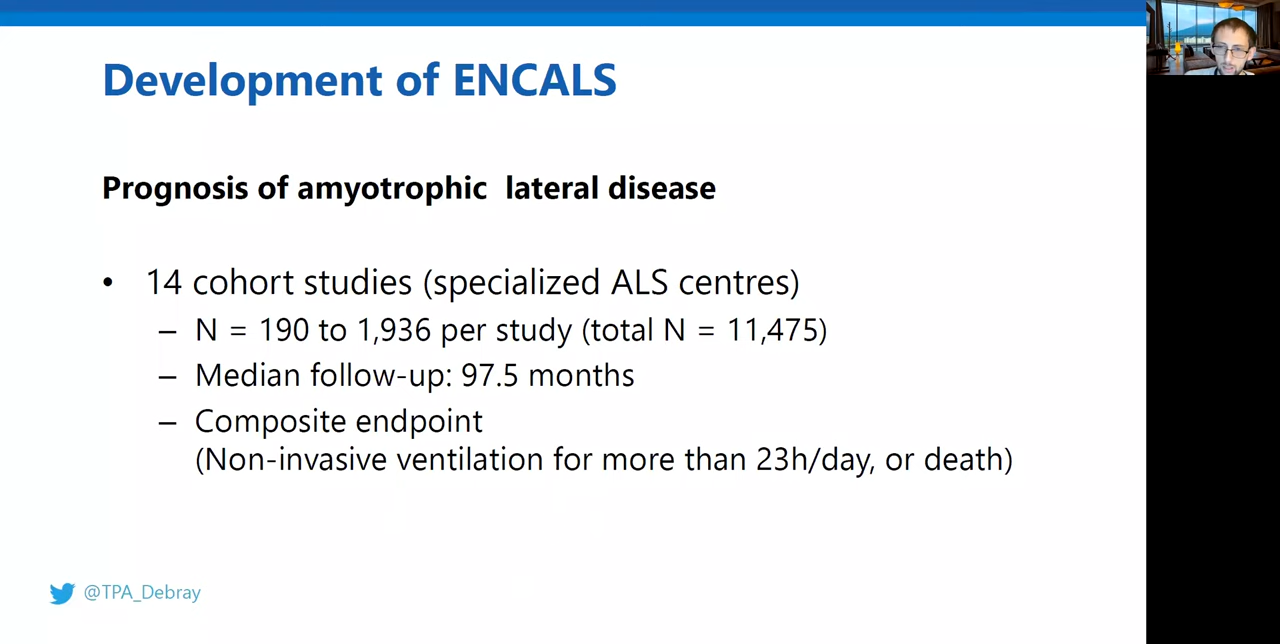 Development of ENCALS
Prognosis of amyotrophic lateral disease
• 14 cohort studies (specialized ALS centres)
– N = 190 to 1,936 per study (total N = 11,475)
– Median follow-up: 97.5 months
– Composite endpoint
(Non-invasive ventilation for more than 23h/day, or death)
@TPA_Debray